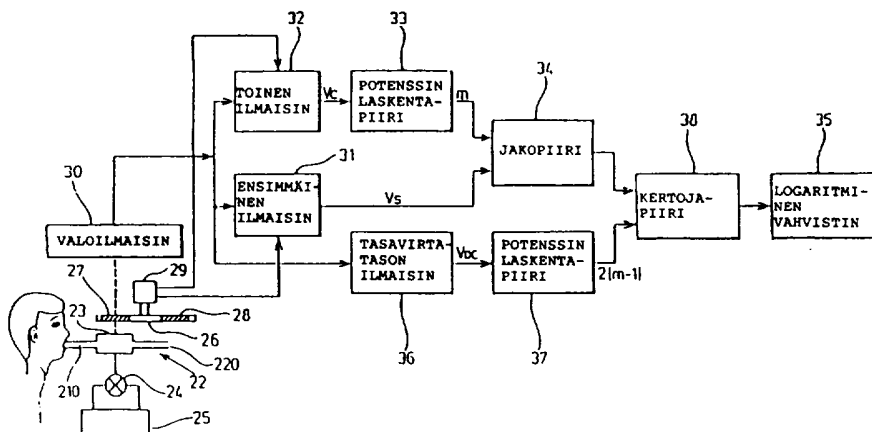 32
33
34
38
35
TOINEN
ILMAISIN
Vc
POTENSSIN
LASKENTA-
PIIRI
m
JAKOPIIRI
31
ENSIMMÄI-
NEN
ILMAISIN
Vs
KERTOJA-
PIIRI
LOGARITMI-
NEN
VAHVISTIN
30
VALOILMAISIN
TASAVIRTA-
TASON
ILMAISIN
VDC
POTENSSIN
LASKENTA-
PIIRI
2(m-1)
36
37
27
29
28
23
26
210
22
220
24
25